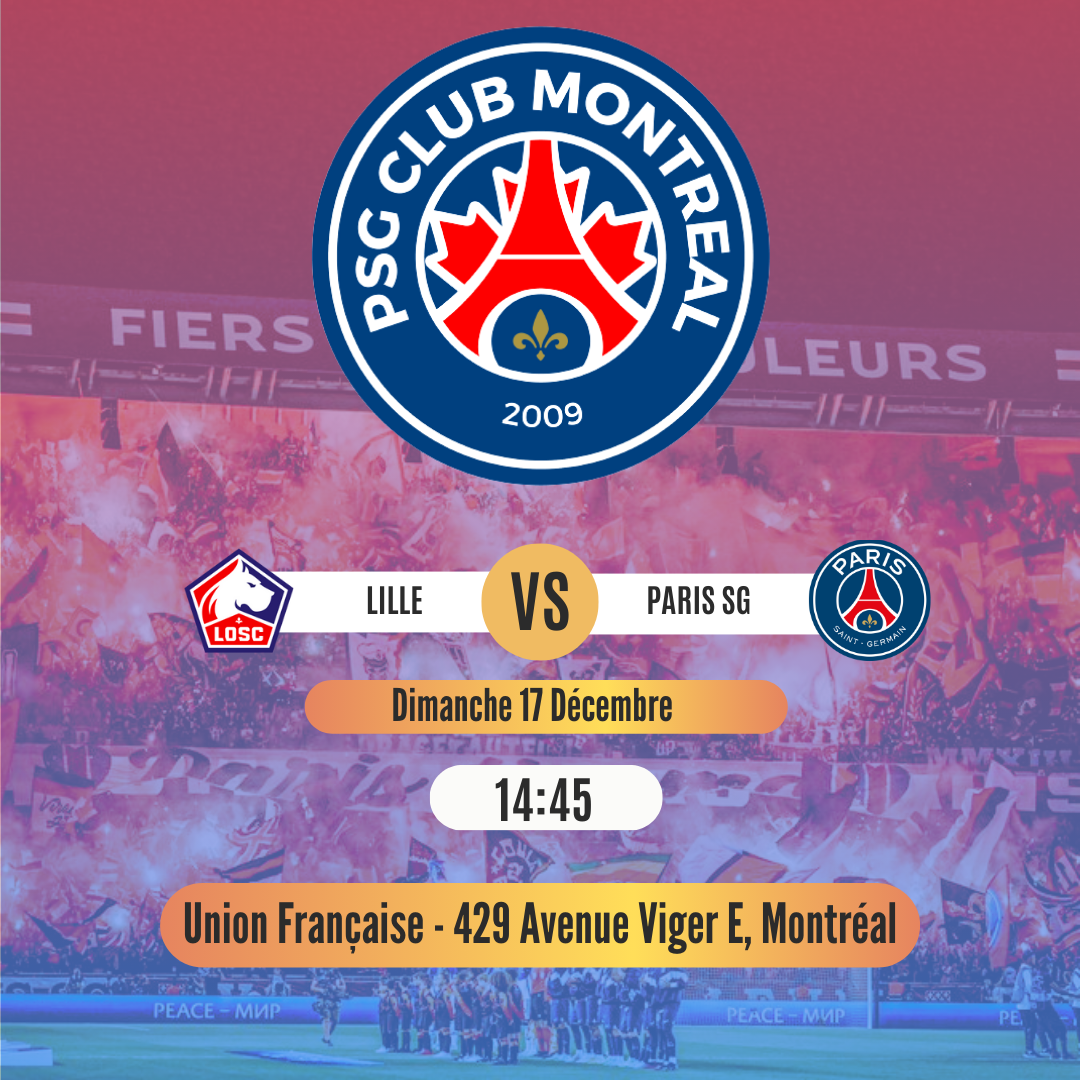 PSG CLUB MONTREAL
2009
FIERS
ULEURS
LOSC
LILLE
VS
PARIS SG
PARIS
SAINT - GERMAIN
Dimanche 17 Décembre
14:45
Union Française - 429 Avenue Viger E, Montréal
PEACE – МИР
PEACE – МИР